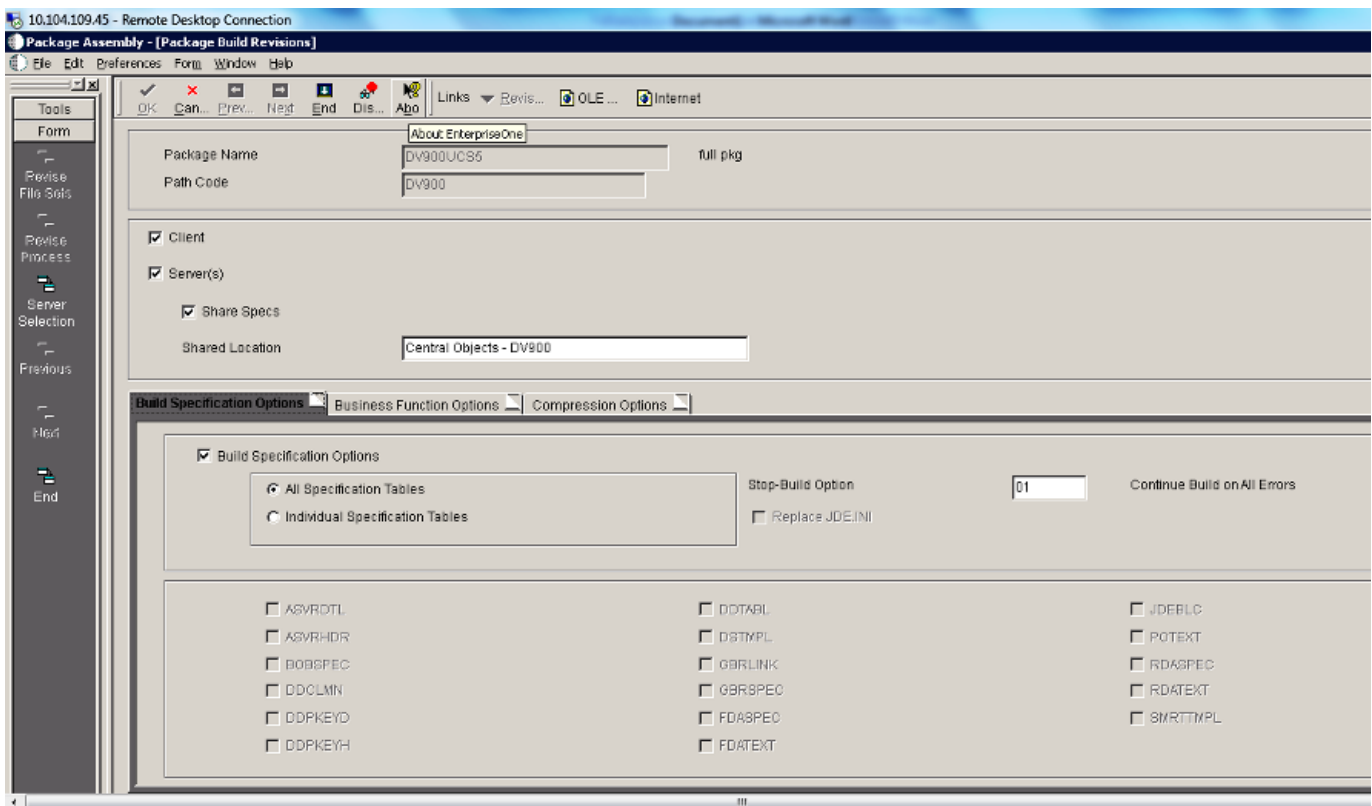 10.104.109.45 - Remote Desktop Connection
Package Assembly - [Package Build Revisions]
File Edit Preferences Form Window Help
Tools
Form
Revise File Sets
Revise Process
Server Selection
Previous
Next
End
OK Can... Prev... Next End Dis... Abo Links Revis... OLE ... Internet
About EnterpriseOne
Package Name DV900UCS5 full pkg
Path Code DV900
Client
Server(s)
Share Specs
Shared Location Central Objects - DV900
Build Specification Options Business Function Options Compression Options
Build Specification Options
All Specification Tables Stop-Build Option 01 Continue Build on All Errors
Individual Specification Tables Replace JDE.INI
ASVRDTL DDTABL JDEBLC
ASVRHDR DSTMPL POTEXT
BOBSPEC GBRLINK RDASPEC
DDCLMN GBRSPEC RDATEXT
DDPKEYD FDASPEC SMRTTMPL
DDPKEYH FDATEXT